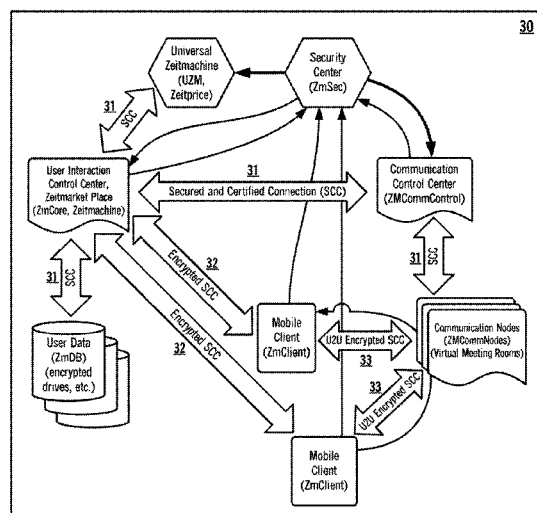 30
Universal
Zeitmachine
(UZM,
Zeitprice)
Security
Center
(ZmSec)
31
SCC
User Interaction
Control Center,
Zeitmarket Place
(ZmCore, Zeitmachine)
31
Secured and Certified Connection (SCC)
Communication
Control Center
(ZMCommControl)
31
SCC
32
Encrypted SCC
31
SCC
Encrypted SCC
32
User Data
(ZmDB)
(encrypted
drives, etc.)
Mobile
Client
(ZmClient)
U2U Encrypted SCC
33
Communication Nodes
(ZMCommNodes)
(Virtual Meeting Rooms)
33
U2U Encrypted SCC
Mobile
Client
(ZmClient)